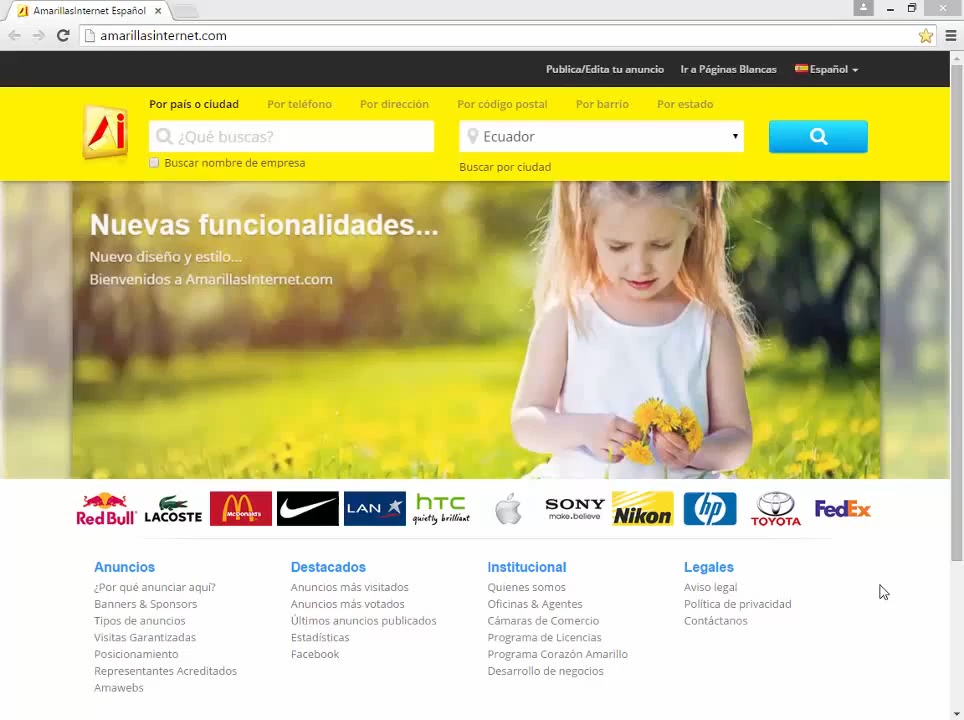 AmarillasInternet Español
amarillasinternet.com
Publica/Edita tu anuncio Ir a Páginas Blancas Español
Por país o ciudad Por teléfono Por dirección Por código postal Por barrio Por estado
Ai
¿Qué buscas? Ecuador
Buscar nombre de empresa Buscar por ciudad
Nuevas funcionalidades...
Nuevo diseño y estilo...
Bienvenidos a AmarillasInternet.com
Red Bull LACOSTE McDonald's LAN htc quietly brilliant SONY make.believe Nikon hp TOYOTA FedEx
Anuncios Destacados Institucional Legales
¿Por qué anunciar aquí? Anuncios más visitados Quienes somos Aviso legal
Banners & Sponsors Anuncios más votados Oficinas & Agentes Política de privacidad
Tipos de anuncios Últimos anuncios publicados Cámaras de Comercio Contáctanos
Visitas Garantizadas Estadísticas Programa de Licencias
Posicionamiento Facebook Programa Corazón Amarillo
Representantes Acreditados Desarrollo de negocios
Amawebs